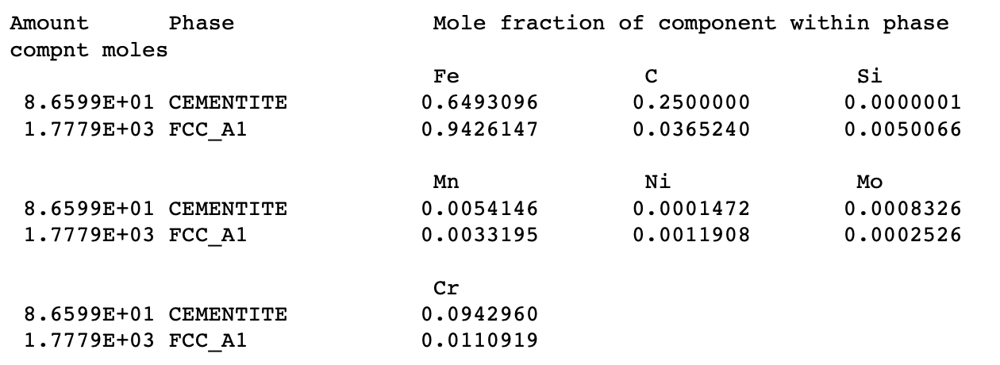 Amount Phase Mole fraction of component within phase
compnt moles
Fe C Si
8.6599E+01 CEMENTITE 0.6493096 0.2500000 0.0000001
1.7779E+03 FCC_A1 0.9426147 0.0365240 0.0050066
Mn Ni Mo
8.6599E+01 CEMENTITE 0.0054146 0.0001472 0.0008326
1.7779E+03 FCC_A1 0.0033195 0.0011908 0.0002526
Cr
8.6599E+01 CEMENTITE 0.0942960
1.7779E+03 FCC_A1 0.0110919